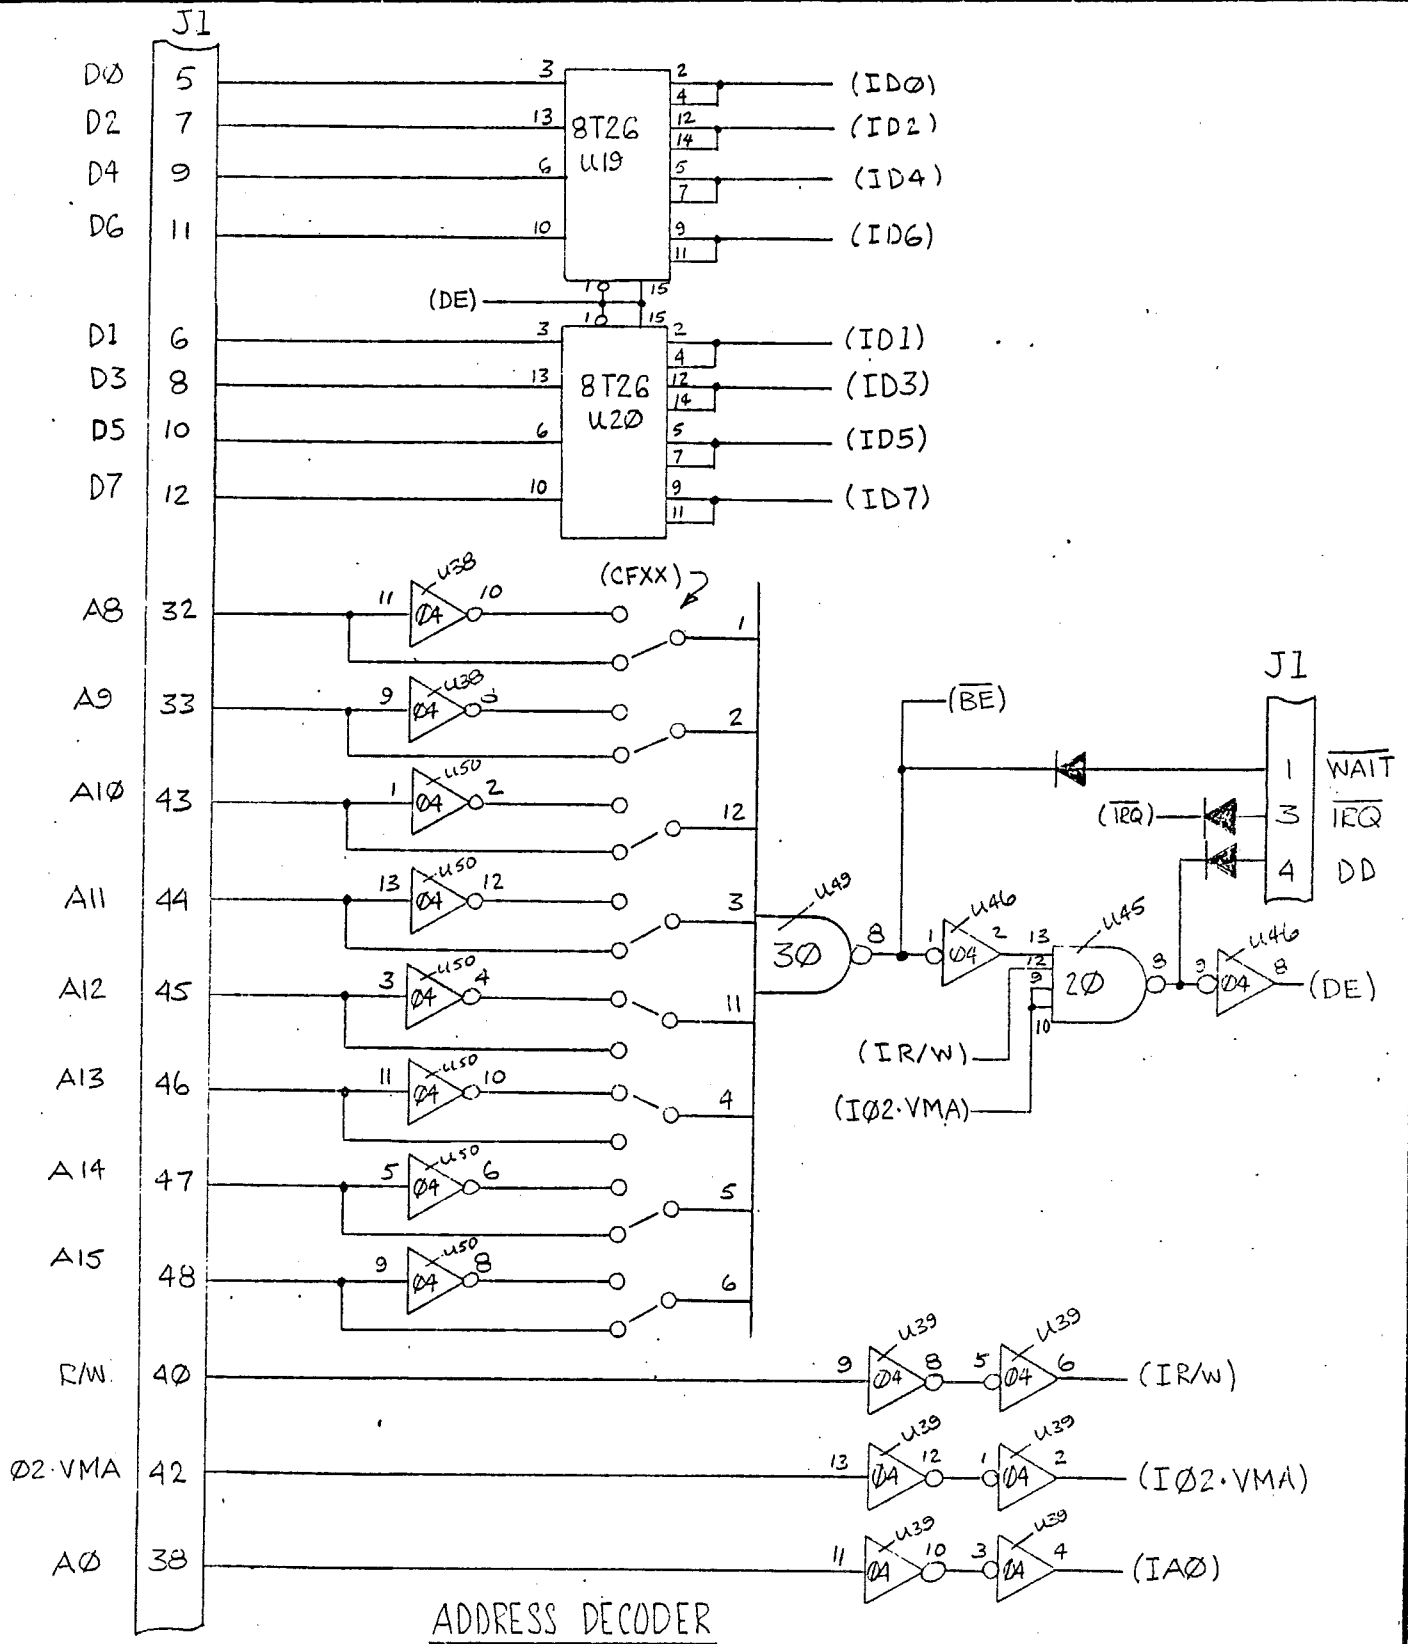 J1
DØ 5 3 2 (IDØ)
4
D2 7 13 8T26 12 (ID2)
U19 14
D4 9 6 5 (ID4)
7
D6 11 10 9 (ID6)
11
(DE) 1 15
1 15
D1 6 3 2 (ID1)
4
D3 8 13 8T26 12 (ID3)
U2Ø 14
D5 10 6 5 (ID5)
7
D7 12 10 9 (ID7)
11
(CFXX)
A8 32 11 Ø4 U38 10 1
A9 33 9 Ø4 U38 2
A1Ø 43 1 Ø4 U50 2 12
A11 44 13 Ø4 U50 12 3
A12 45 3 Ø4 U50 4 11
A13 46 11 Ø4 U50 10 4
A14 47 5 Ø4 U50 6 5
A15 48 9 Ø4 U50 8 6
J1
(BE)
1 WAIT
(IRQ) 3 IRQ
4 DD
U49 3Ø 8
1 U46 Ø4 2 13 U45
12
9
10
2Ø 8 9 U46 Ø4 8 (DE)
(IR/W)
(IØ2·VMA)
R/W. 4Ø 9 U39 Ø4 8 5 U39 Ø4 6 (IR/W)
Ø2·VMA 42 13 U39 Ø4 12 1 U39 Ø4 2 (IØ2·VMA)
AØ 38 11 U39 Ø4 10 3 U39 Ø4 4 (IAØ)
ADDRESS DECODER